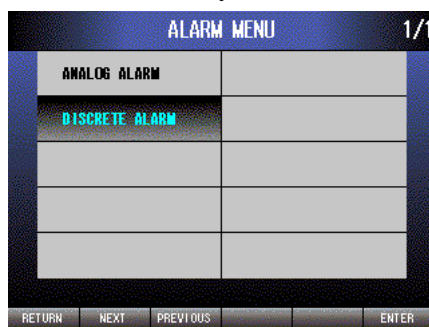 ALARM MENU 1/1
ANALOG ALARM
DISCRETE ALARM
RETURN NEXT PREVIOUS ENTER